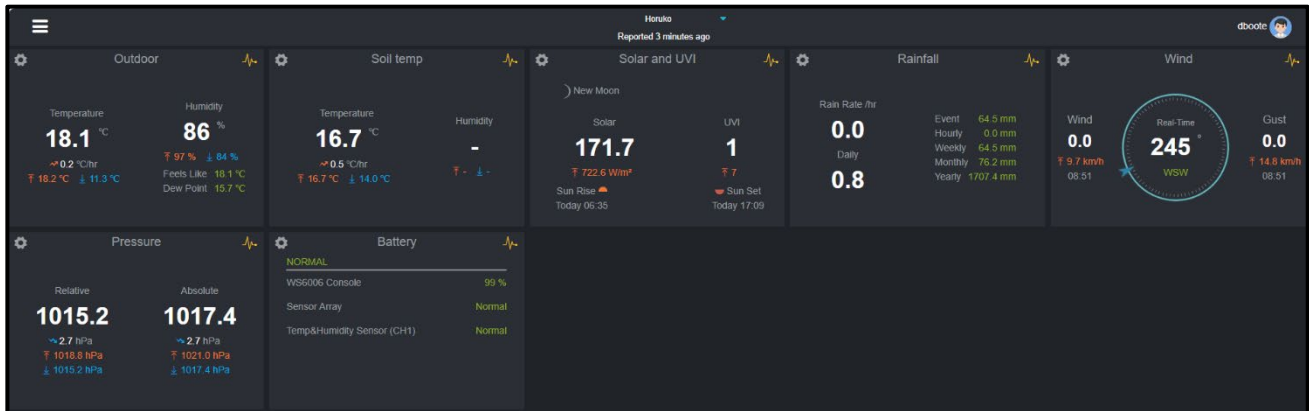 Horuko
Reported 3 minutes ago
dboote
Outdoor
Temperature
18.1 °C
0.2 °C/hr
18.2 °C 11.3 °C
Humidity
86 %
97 % 84 %
Feels Like 18.1 °C
Dew Point 15.7 °C
Soil temp
Temperature
16.7 °C
0.5 °C/hr
16.7 °C 14.0 °C
Humidity
-
- -
Solar and UVI
New Moon
Solar
171.7
722.6 W/m²
UVI
1
7
Sun Rise
Today 06:35
Sun Set
Today 17:09
Rainfall
Rain Rate /hr
0.0
Daily
0.8
Event 64.5 mm
Hourly 0.0 mm
Weekly 64.5 mm
Monthly 76.2 mm
Yearly 1707.4 mm
Wind
Wind
0.0
9.7 km/h
08:51
Real-Time
245 °
WSW
Gust
0.0
14.8 km/h
08:51
Pressure
Relative
1015.2
2.7 hPa
1018.8 hPa
1015.2 hPa
Absolute
1017.4
2.7 hPa
1021.0 hPa
1017.4 hPa
Battery
NORMAL
WS6006 Console 99 %
Sensor Array Normal
Temp&Humidity Sensor (CH1) Normal